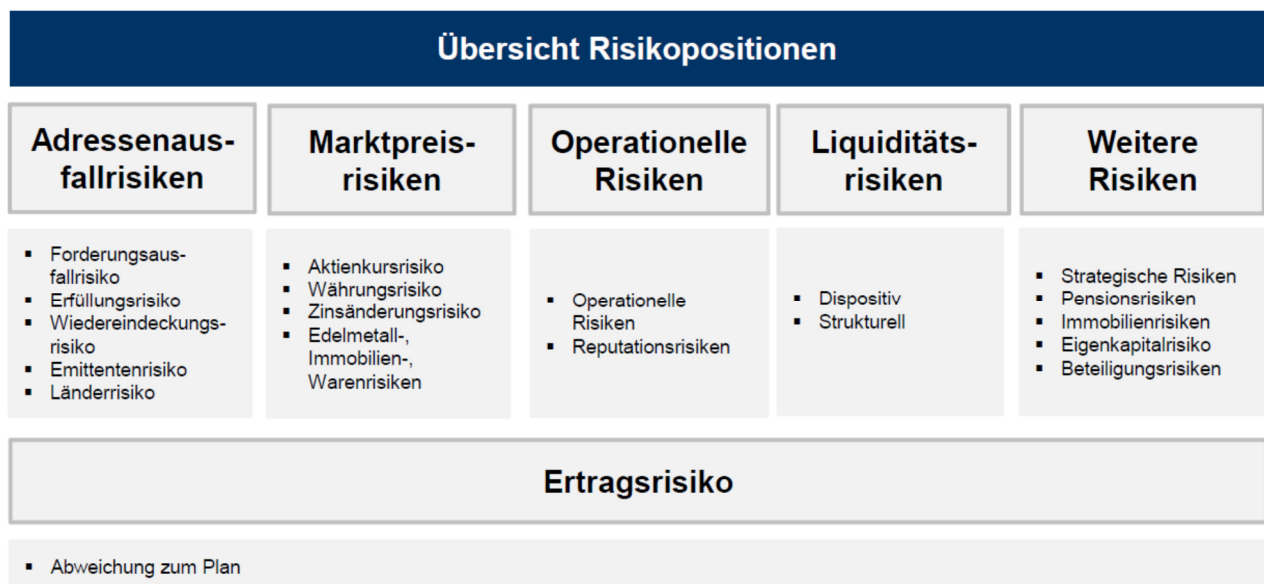 Übersicht Risikopositionen
Adressenaus-
fallrisiken
▪ Forderungsaus-
fallrisiko
▪ Erfüllungsrisiko
▪ Wiedereindeckungs-
risiko
▪ Emittentenrisiko
▪ Länderrisiko
Marktpreis-
risiken
▪ Aktienkursrisiko
▪ Währungsrisiko
▪ Zinsänderungsrisiko
▪ Edelmetall-,
Immobilien-,
Warenrisiken
Operationelle
Risiken
▪ Operationelle
Risiken
▪ Reputationsrisiken
Liquiditäts-
risiken
▪ Dispositiv
▪ Strukturell
Weitere
Risiken
▪ Strategische Risiken
▪ Pensionsrisiken
▪ Immobilienrisiken
▪ Eigenkapitalrisiko
▪ Beteiligungsrisiken
Ertragsrisiko
▪ Abweichung zum Plan